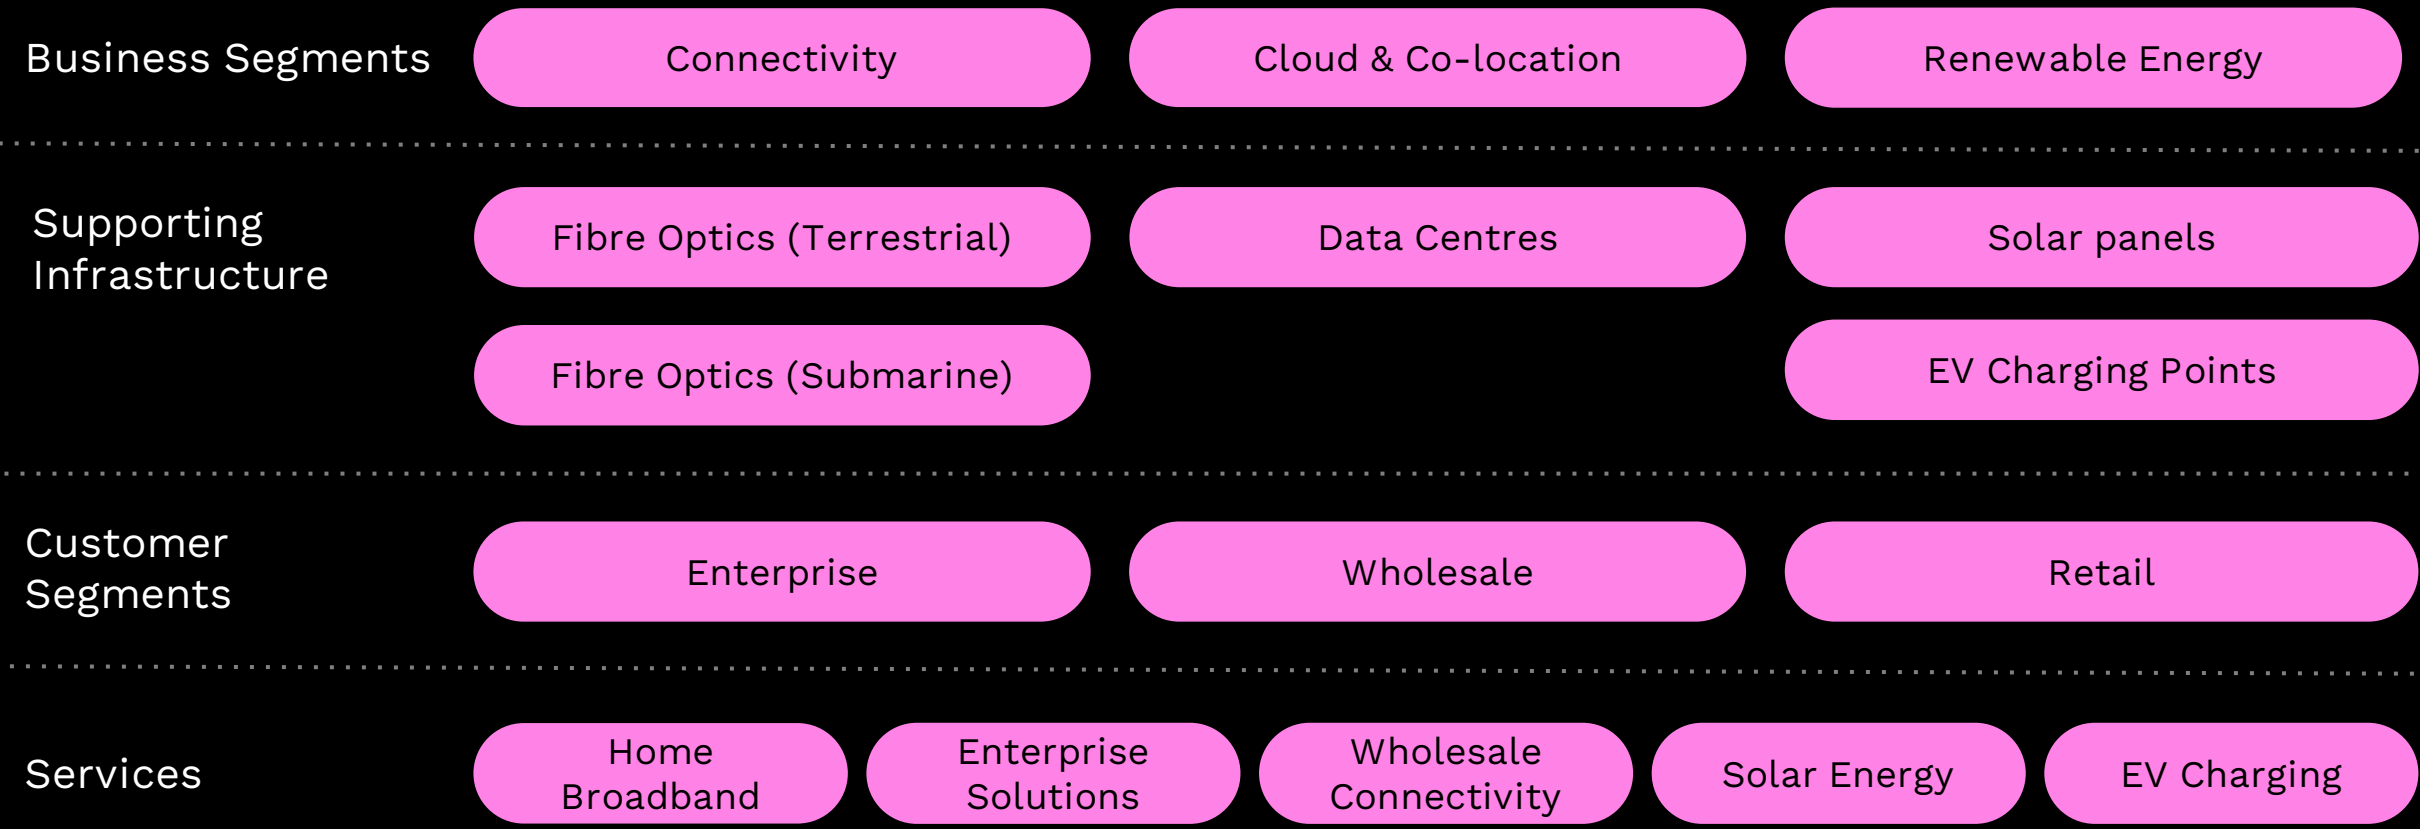 Business Segments
Connectivity
Cloud & Co-location
Renewable Energy
Supporting
Infrastructure
Fibre Optics (Terrestrial)
Data Centres
Solar panels
Fibre Optics (Submarine)
EV Charging Points
Customer
Segments
Enterprise
Wholesale
Retail
Services
Home
Broadband
Enterprise
Solutions
Wholesale
Connectivity
Solar Energy
EV Charging